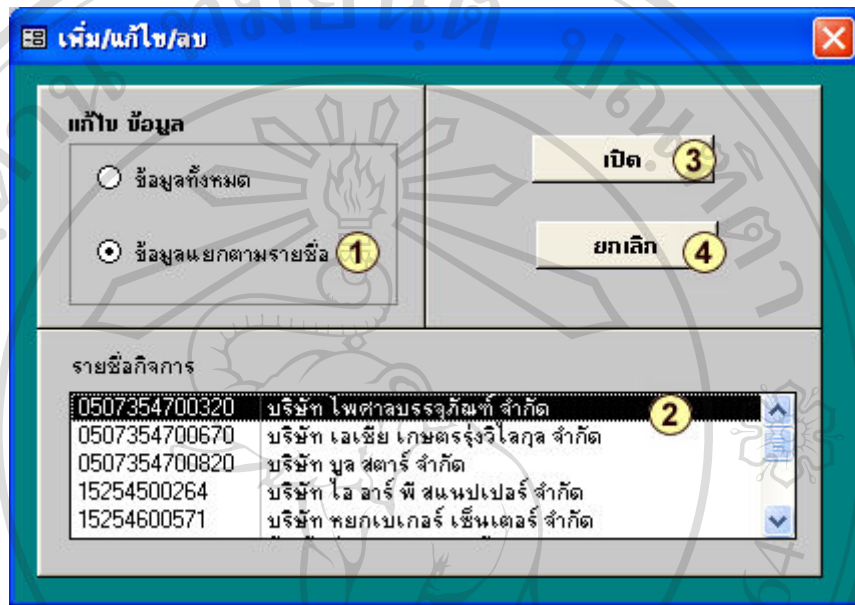 เพิ่ม/แก้ไข/ลบ
แก้ไข ข้อมูล
ข้อมูลทั้งหมด
ข้อมูลแยกตามรายชื่อ 1
เปิด 3
ยกเลิก 4
รายชื่อกิจการ
0507354700320 บริษัท ไพศาลบรรจุภัณฑ์ จำกัด 2
0507354700670 บริษัท เอเชีย เกษตรรุ่งวิไลกุล จำกัด
0507354700820 บริษัท บูล สตาร์ จำกัด
15254500264 บริษัท ไอ อาร์ พี สแนปเปอร์ จำกัด
15254600571 บริษัท หยกเบเกอร์ เซ็นเตอร์ จำกัด